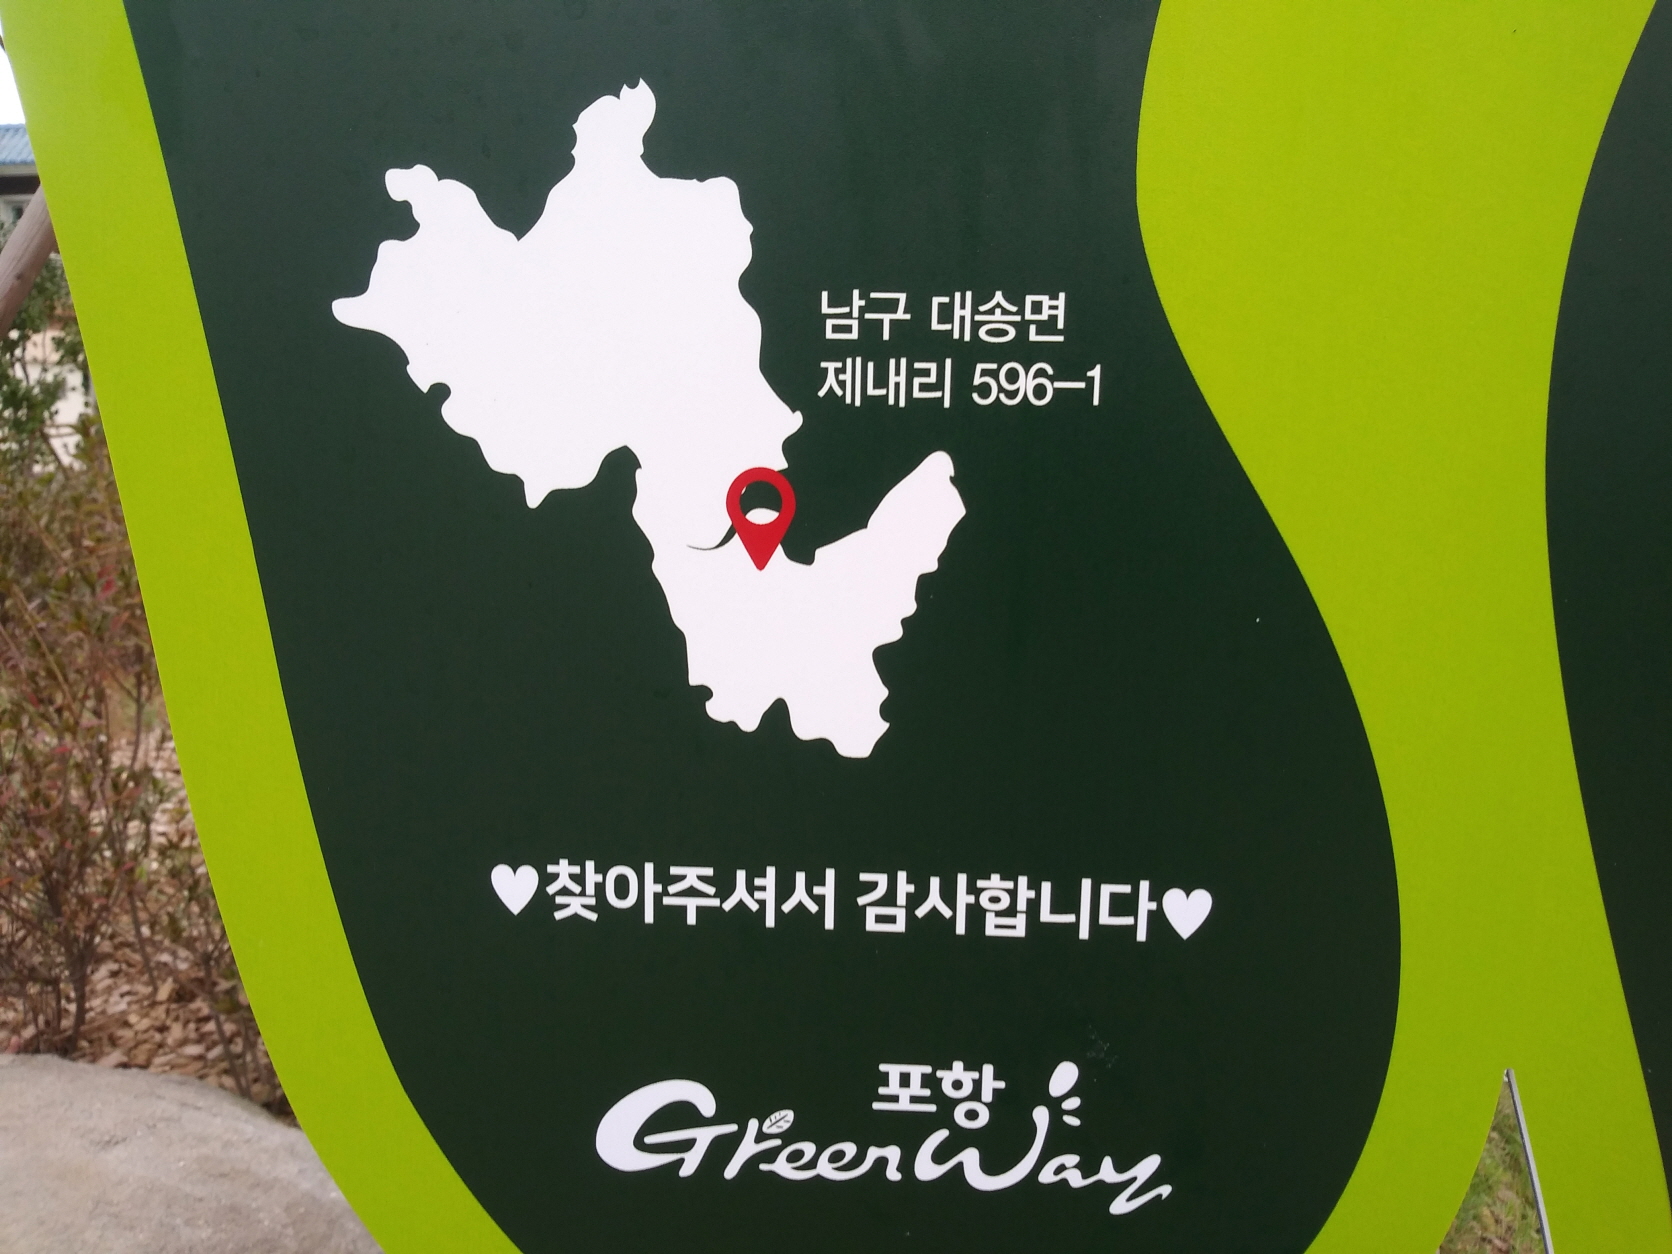 남구 대송면
제내리 596-1
♥찾아주셔서 감사합니다♥
포항
GreenWay